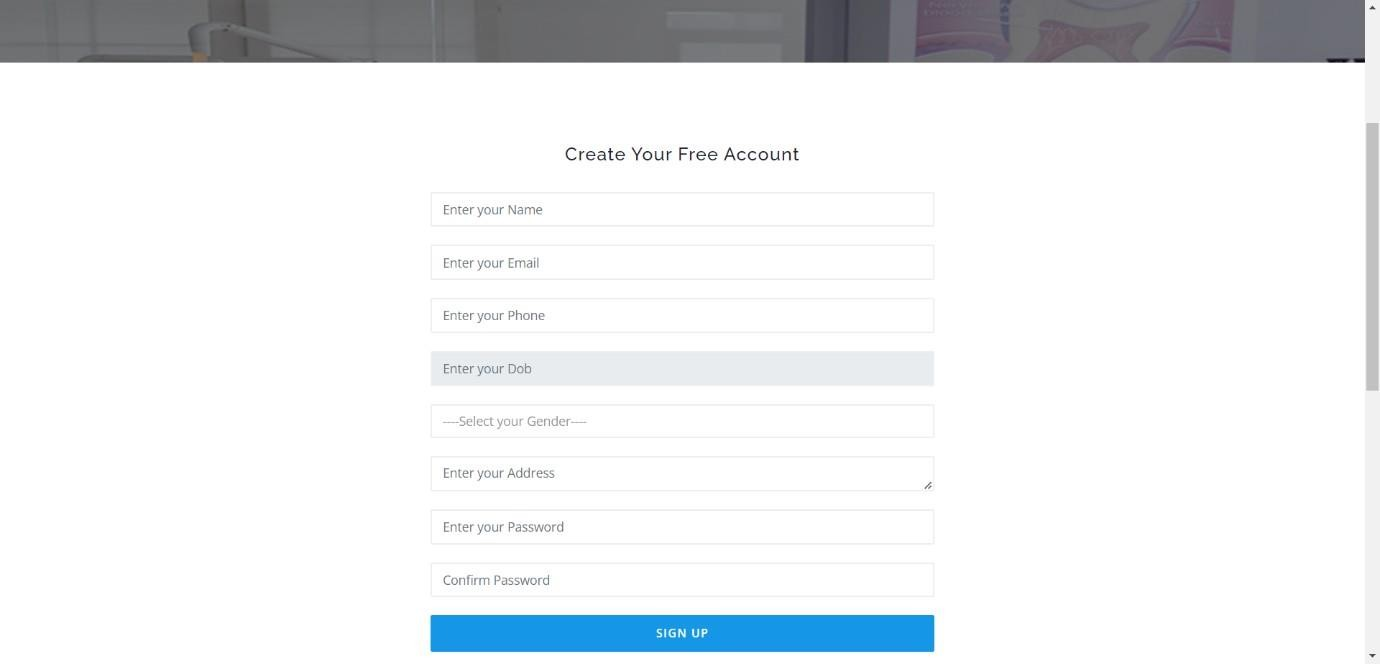 Create Your Free Account
Enter your Name
Enter your Email
Enter your Phone
Enter your Dob
----Select your Gender----
Enter your Address
Enter your Password
Confirm Password
SIGN UP